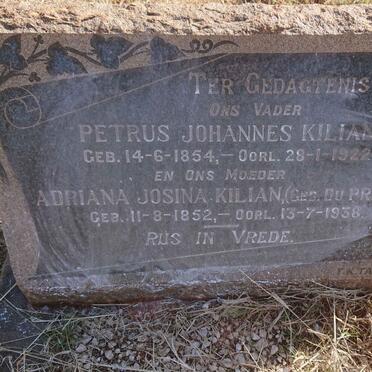 TER GEDAGTENIS
ONS VADER
PETRUS JOHANNES KILIAN
GEB. 14-6-1854,- OORL. 29-1-1922
EN ONS MOEDER
ADRIANA JOSINA KILIAN, (GEB. DU PR
GEB. 11-8-1852,- OORL. 13-7-1938.
RUS IN VREDE.